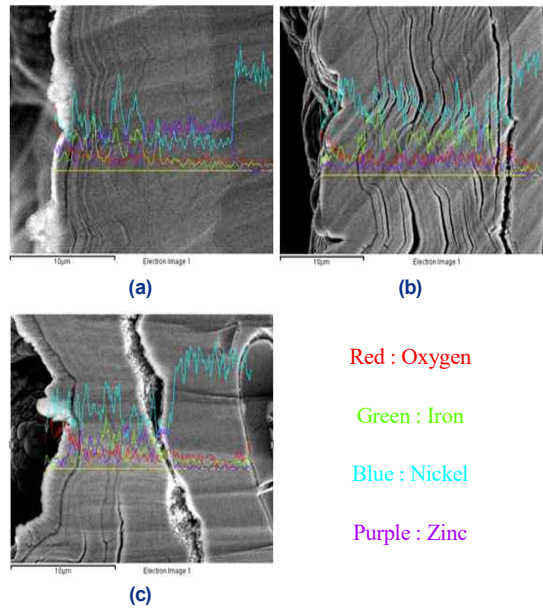 10µm
Electron Image 1
(a)
10µm
Electron Image 1
(b)
10µm
Electron Image 1
(c)
Red : Oxygen
Green : Iron
Blue : Nickel
Purple : Zinc